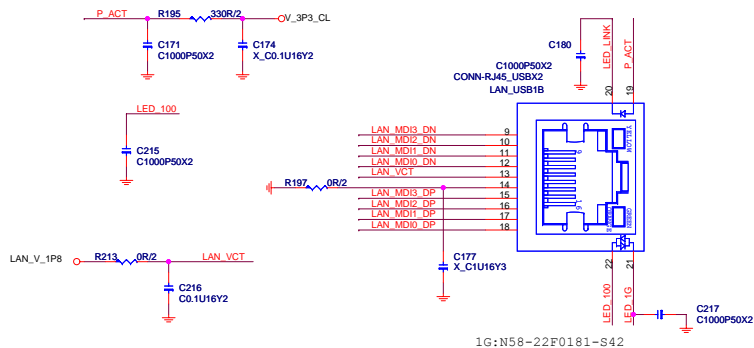 P_ACT R195 330R/2 V_3P3_CL
C171
C1000P50X2
C174
X_C0.1U16Y2
LED_100
C215
C1000P50X2
LAN_V_1P8 R213 0R/2 LAN_VCT
C216
C0.1U16Y2
C180
C1000P50X2
CONN-RJ45_USBX2
LAN_USB1B
LED_LINK
P_ACT
20
19
LAN_MDI3_DN 9
LAN_MDI2_DN 10
LAN_MDI1_DN 11
LAN_MDI0_DN 12
LAN_VCT 13
R197 0R/2 14
LAN_MDI3_DP 15
LAN_MDI2_DP 16
LAN_MDI1_DP 17
LAN_MDI0_DP 18
YELLOW
GREEN
C177
X_C1U16Y3
22
21
LED_100
LED_1G
C217
C1000P50X2
1G:N58-22F0181-S42